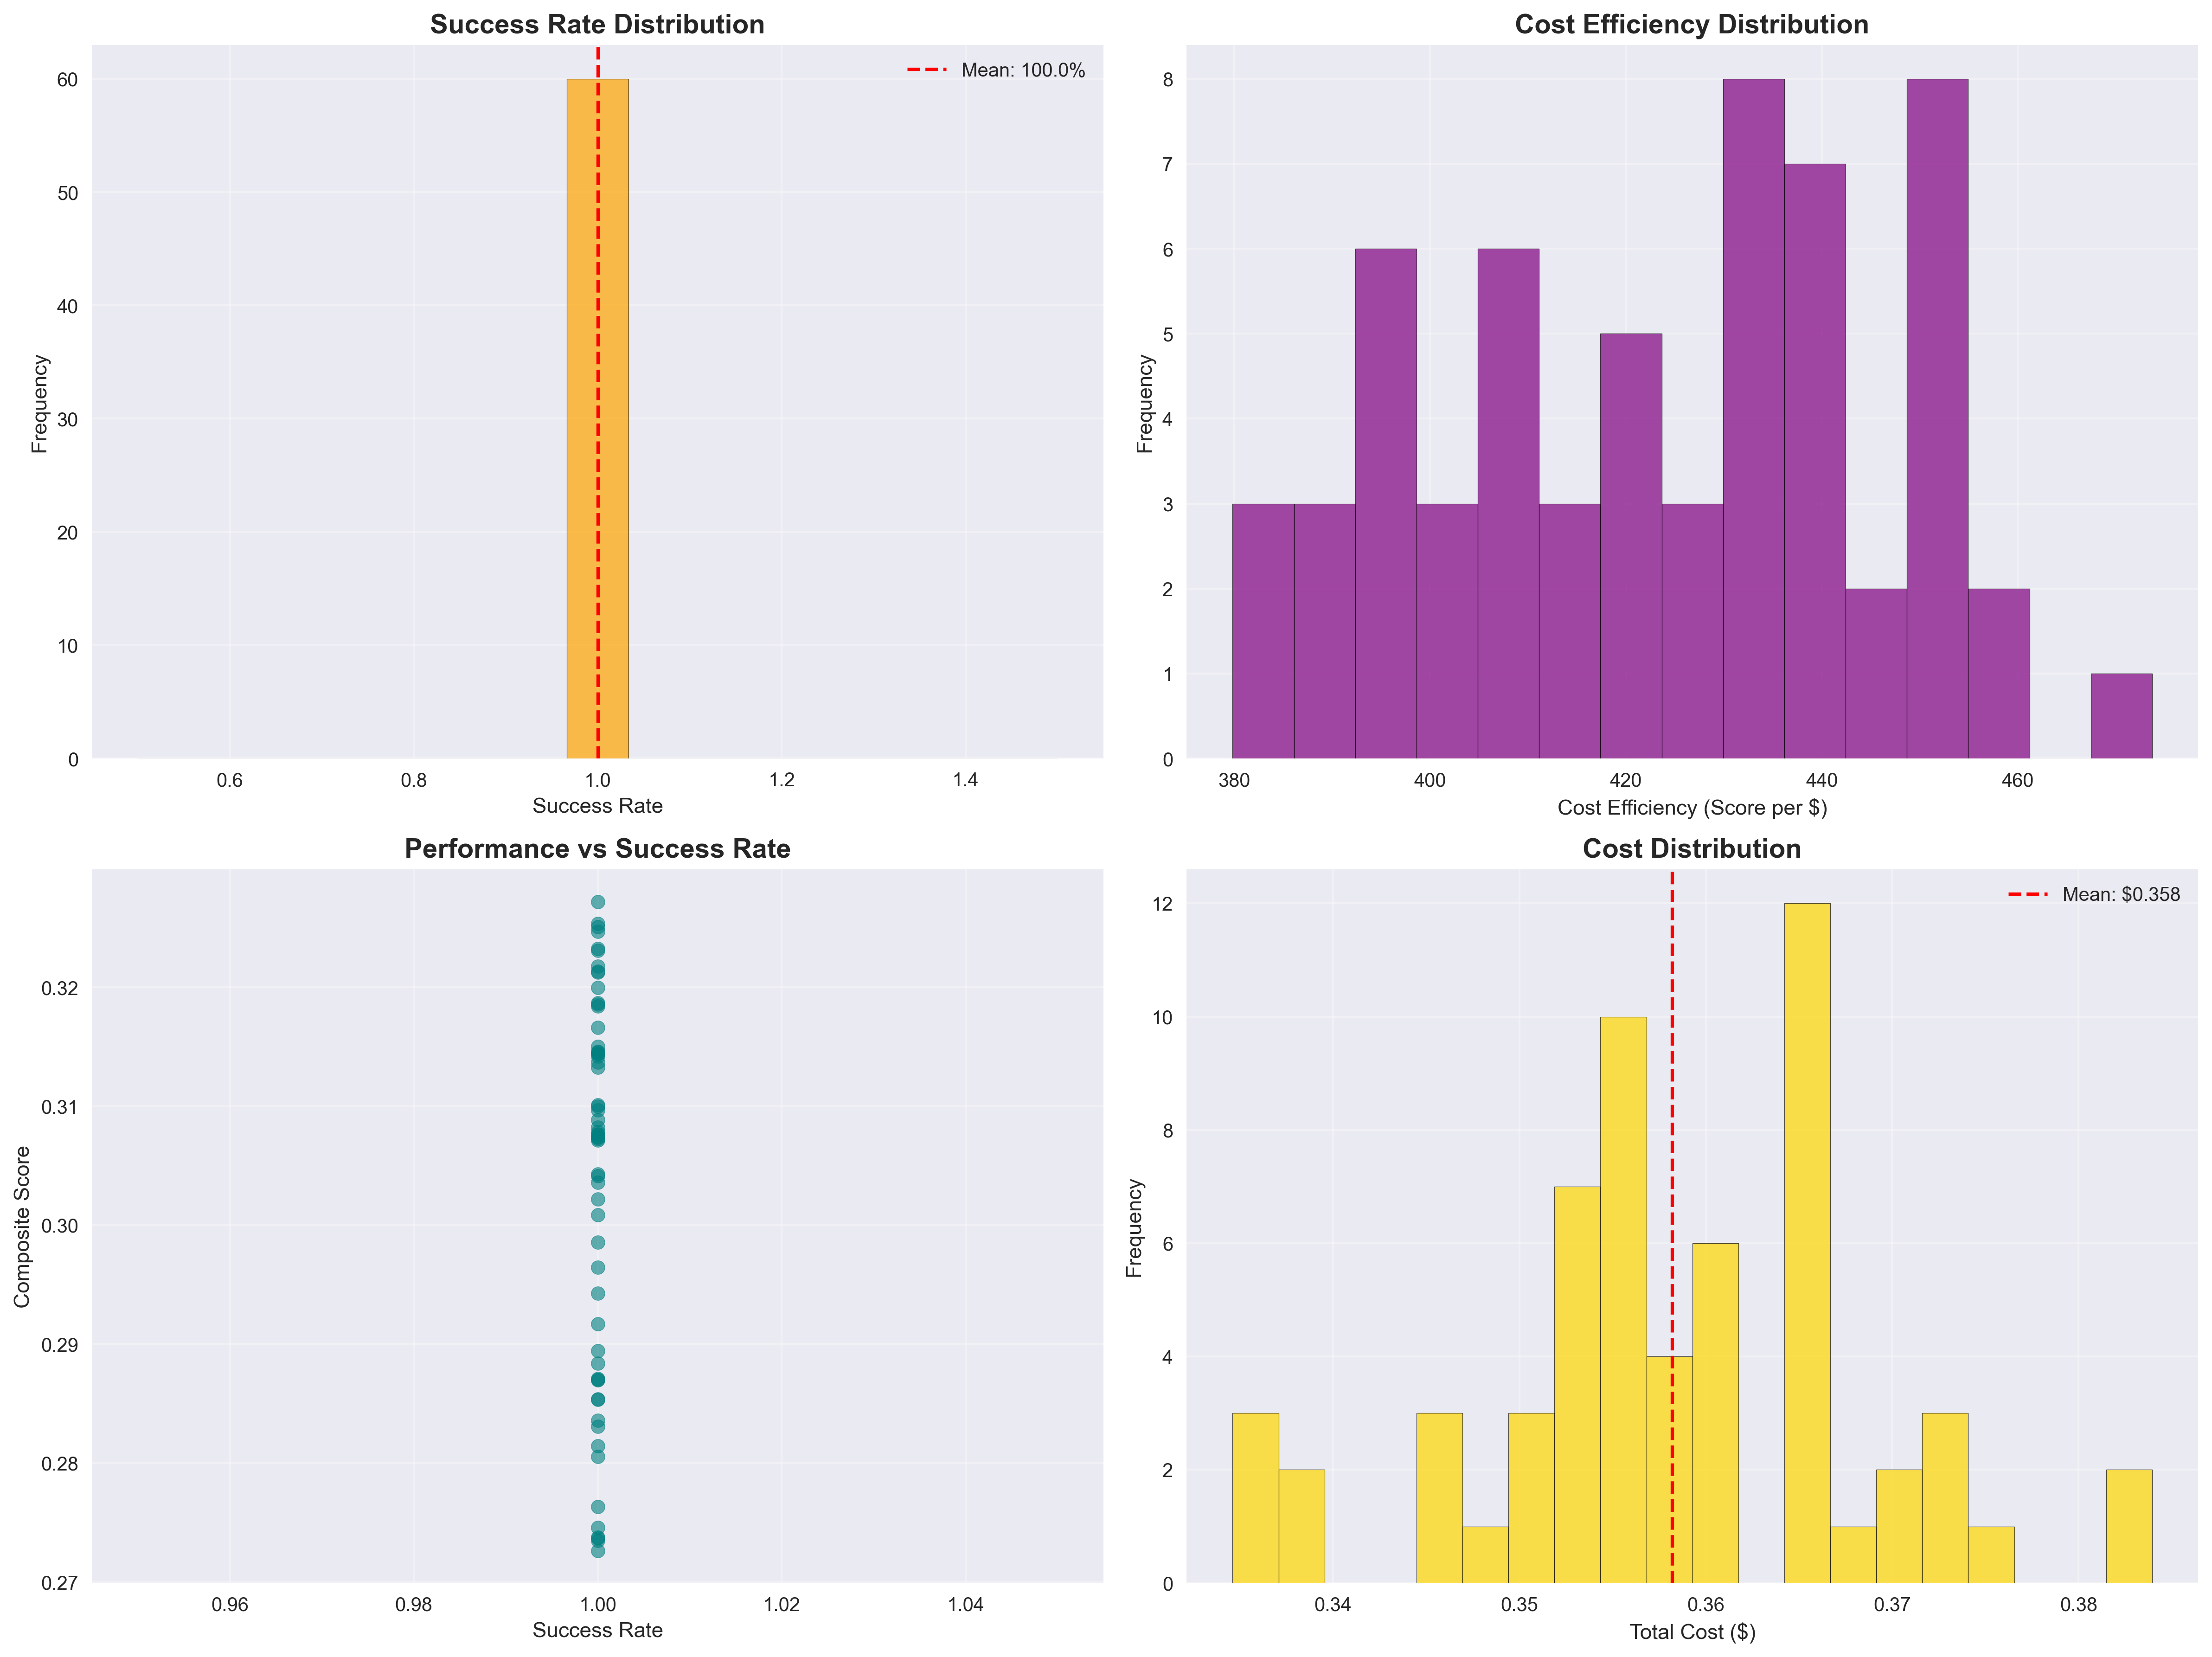 Success Rate Distribution
Mean: 100.0%
Frequency
60
50
40
30
20
10
0
0.6 0.8 1.0 1.2 1.4
Success Rate
Cost Efficiency Distribution
Frequency
8
7
6
5
4
3
2
1
0
380 400 420 440 460
Cost Efficiency (Score per $)
Performance vs Success Rate
Composite Score
0.32
0.31
0.30
0.29
0.28
0.27
0.96 0.98 1.00 1.02 1.04
Success Rate
Cost Distribution
Mean: $0.358
Frequency
12
10
8
6
4
2
0
0.34 0.35 0.36 0.37 0.38
Total Cost ($)